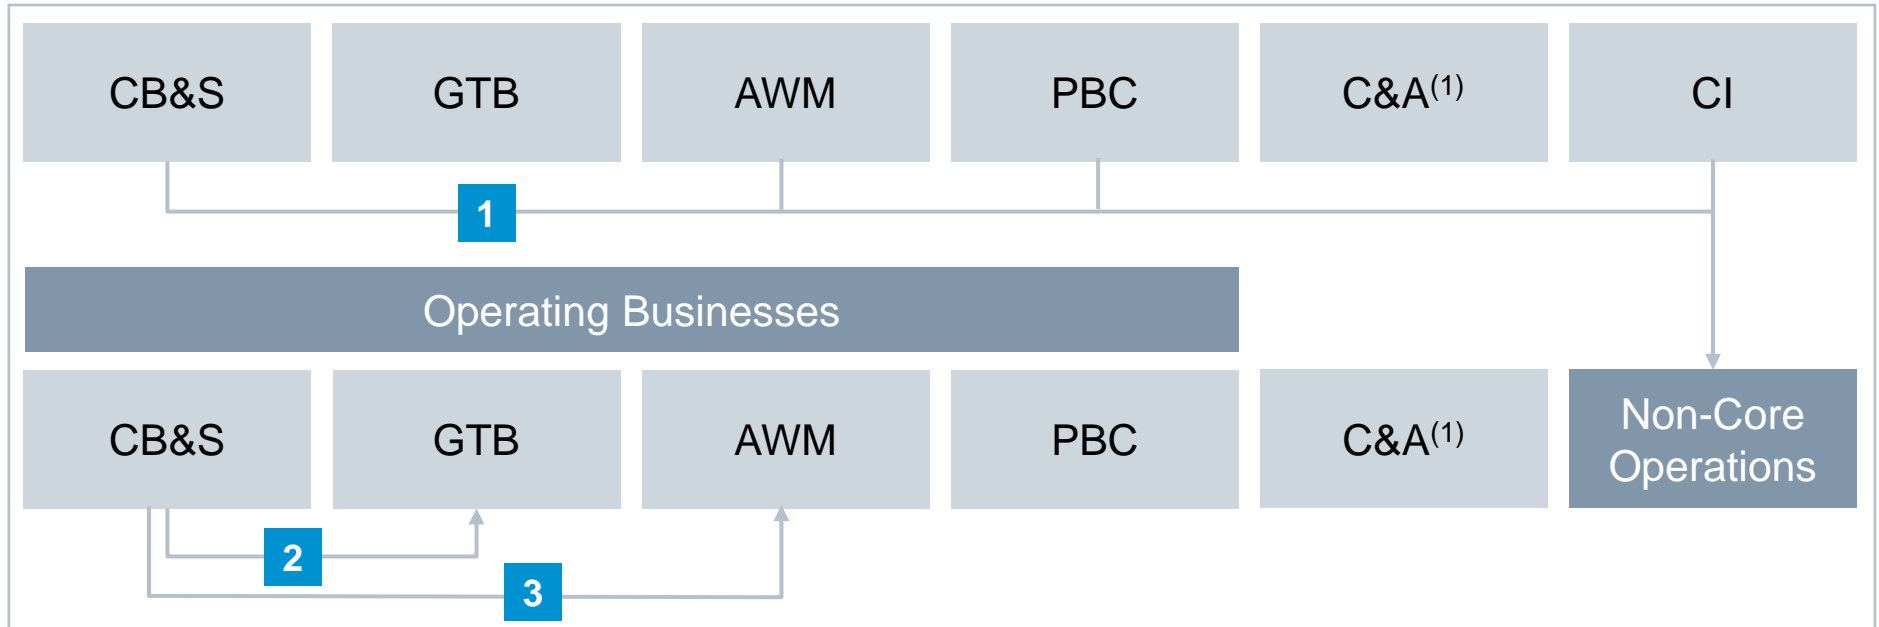 CB&S GTB AWM PBC C&A(1) CI
1
Operating Businesses
CB&S GTB AWM PBC C&A(1) Non-Core
Operations
2
3